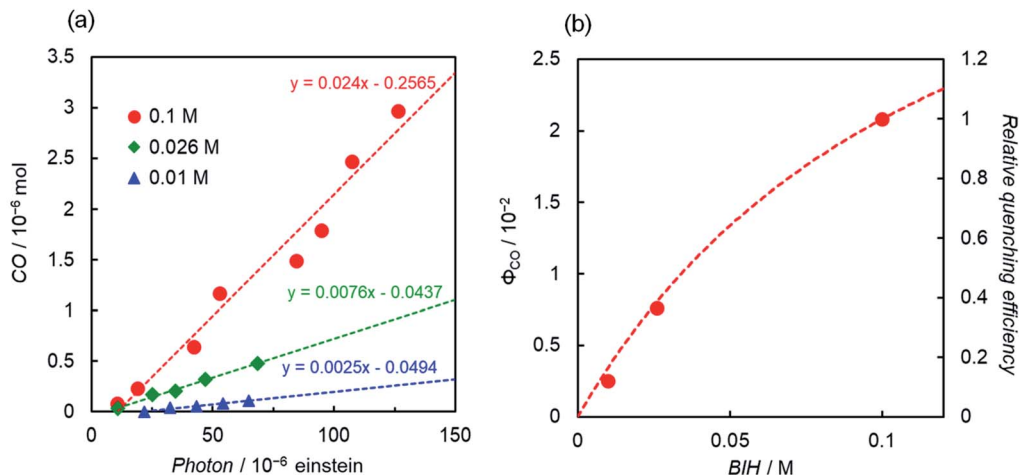 (a)
3.5
3
2.5
2
1.5
1
0.5
0
0
50
100
150
CO / 10⁻⁶ mol
Photon / 10⁻⁶ einstein
0.1 M
0.026 M
0.01 M
y = 0.024x - 0.2565
y = 0.0076x - 0.0437
y = 0.0025x - 0.0494
(b)
2.5
2
1.5
1
0.5
0
0
0.05
0.1
1.2
1
0.8
0.6
0.4
0.2
0
Φ_CO / 10⁻²
BIH / M
Relative quenching efficiency